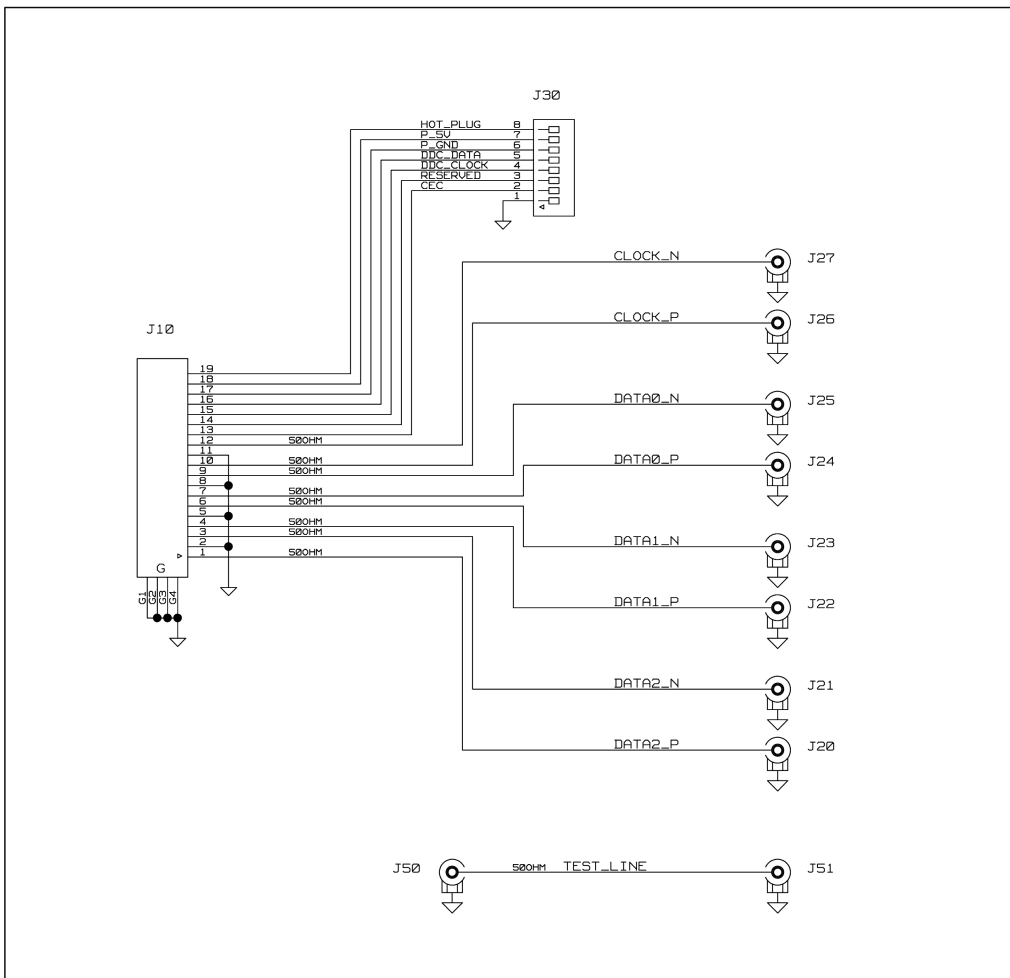 J30
HOT_PLUG 8
P_5V 7
P_GND 6
DDC_DATA 5
DDC_CLOCK 4
RESERVED 3
CEC 2
1
CLOCK_N J27
CLOCK_P J26
J10
19
18
17
16
15
14
13
12 50OHM
11
10 50OHM
9 50OHM
8
7 50OHM
6 50OHM
5
4 50OHM
3 50OHM
2
1 50OHM
G
G1 G2 G3 G4
DATA0_N J25
DATA0_P J24
DATA1_N J23
DATA1_P J22
DATA2_N J21
DATA2_P J20
J50 50OHM TEST_LINE J51